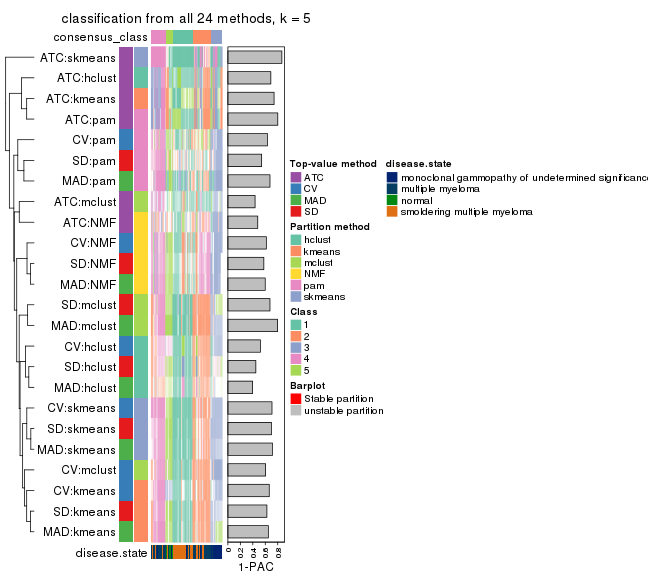 classification from all 24 methods, k = 5
consensus_class
ATC:skmeans
ATC:hclust
ATC:kmeans
ATC:pam
CV:pam
SD:pam
MAD:pam
ATC:mclust
ATC:NMF
CV:NMF
SD:NMF
MAD:NMF
SD:mclust
MAD:mclust
CV:hclust
SD:hclust
MAD:hclust
CV:skmeans
SD:skmeans
MAD:skmeans
CV:mclust
CV:kmeans
SD:kmeans
MAD:kmeans
disease.state
0
0.2
0.4
0.6
0.8
1-PAC
Top-value method
ATC
CV
MAD
SD
Partition method
hclust
kmeans
mclust
NMF
pam
skmeans
Class
1
2
3
4
5
Barplot
Stable partition
unstable partition
disease.state
monoclonal gammopathy of undetermined significance
multiple myeloma
normal
smoldering multiple myeloma